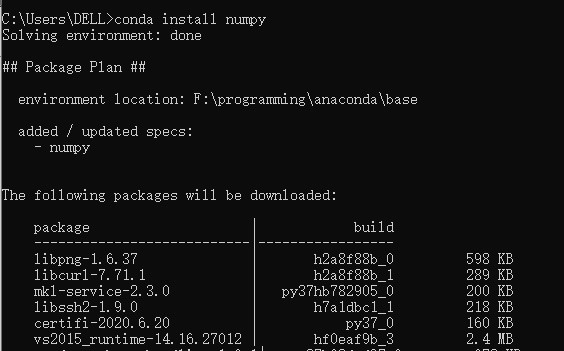 C:\Users\DELL>conda install numpy
Solving environment: done
## Package Plan ##
environment location: F:\programming\anaconda\base
added / updated specs:
- numpy
The following packages will be downloaded:
package | build
---------------------------|-----------------
libpng-1.6.37 | h2a8f88b_0 598 KB
libcurl-7.71.1 | h2a8f88b_1 289 KB
mkl-service-2.3.0 | py37hb782905_0 200 KB
libssh2-1.9.0 | h7a1dbc1_1 218 KB
certifi-2020.6.20 | py37_0 160 KB
vs2015_runtime-14.16.27012 | hf0eaf9b_3 2.4 MB